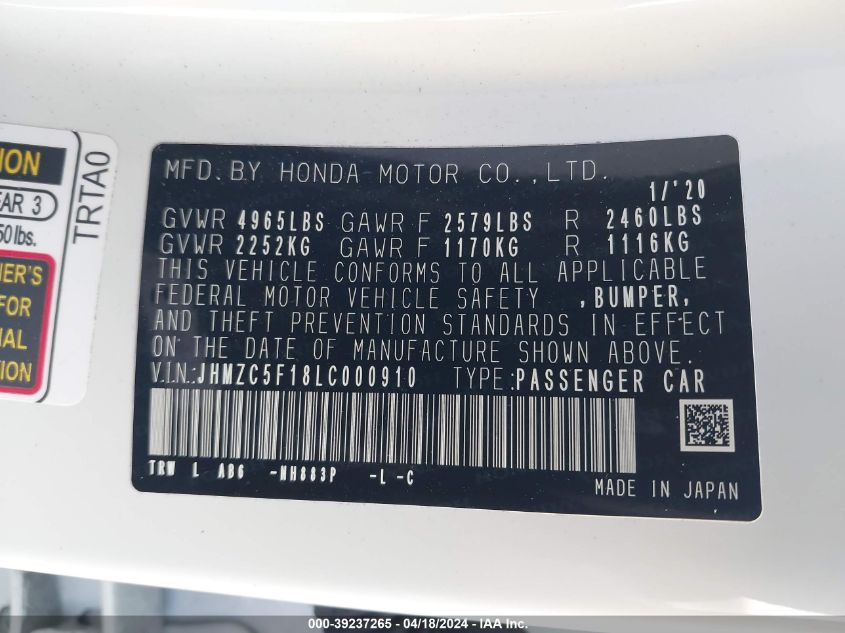 ION
EAR 3
50 lbs.
NER'S
FOR
NAL
TION
TRTA0
MFD. BY HONDA MOTOR CO., LTD.
1/'20
GVWR 4965LBS GAWR F 2579LBS R 2460LBS
GVWR 2252KG GAWR F 1170KG R 1116KG
THIS VEHICLE CONFORMS TO ALL APPLICABLE
FEDERAL MOTOR VEHICLE SAFETY ,BUMPER,
AND THEFT PREVENTION STANDARDS IN EFFECT
ON THE DATE OF MANUFACTURE SHOWN ABOVE.
V.I.N.: JHMZC5F18LC000910 TYPE: PASSENGER CAR
TRW L AB6 -NH883P -L -C
MADE IN JAPAN
000-39237265 - 04/18/2024 - IAA Inc.